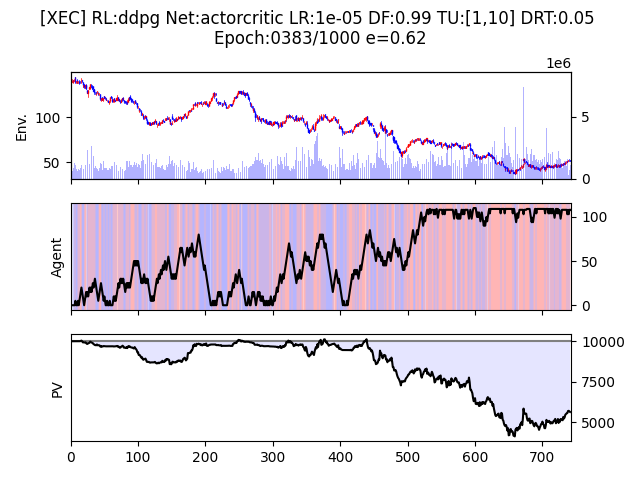 [XEC] RL:ddpg Net:actorcritic LR:1e-05 DF:0.99 TU:[1,10] DRT:0.05
Epoch:0383/1000 e=0.62
1e6
Env.
100
50
5
0
Agent
100
50
0
PV
10000
7500
5000
0 100 200 300 400 500 600 700